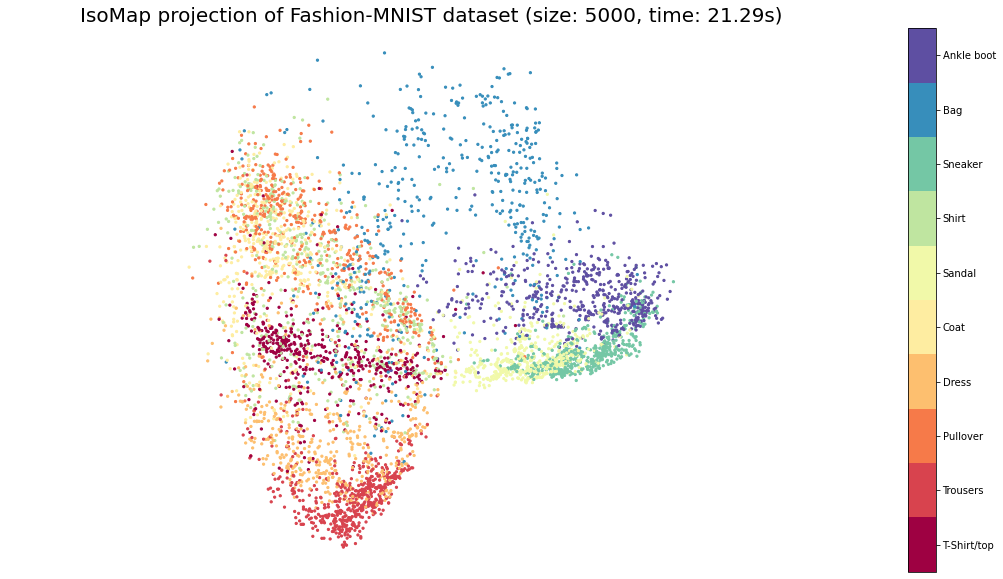 IsoMap projection of Fashion-MNIST dataset (size: 5000, time: 21.29s)
Ankle boot
Bag
Sneaker
Shirt
Sandal
Coat
Dress
Pullover
Trousers
T-Shirt/top